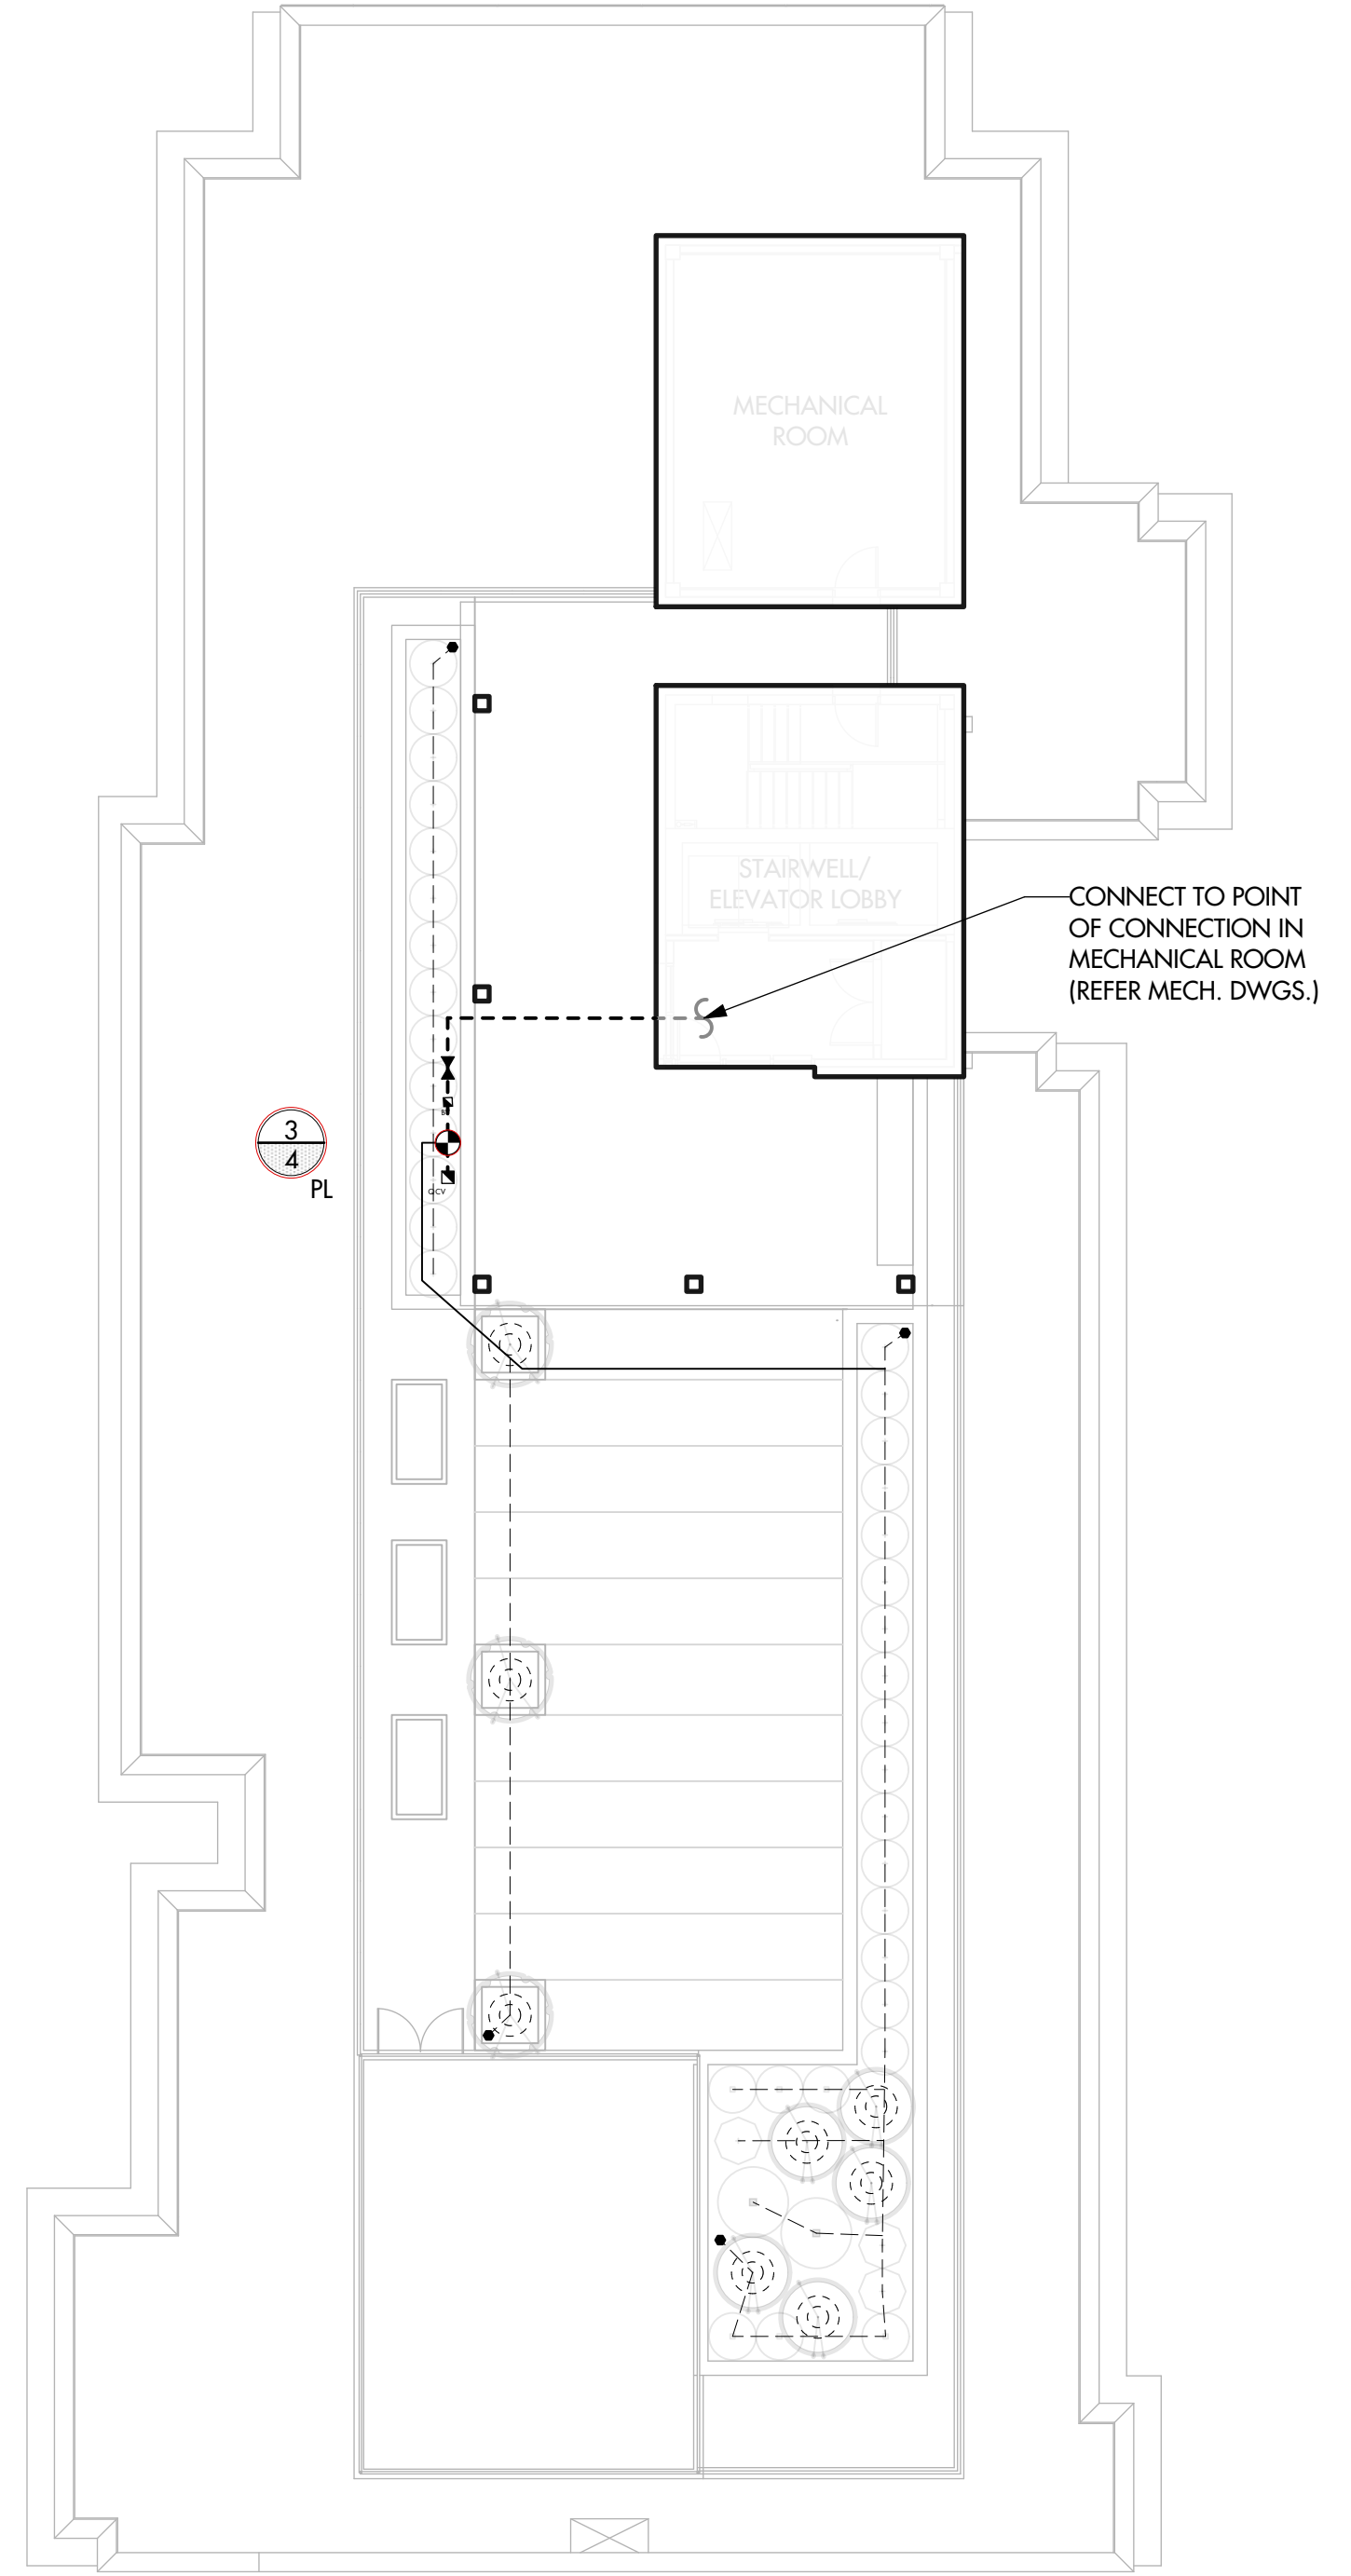 MECHANICAL
ROOM
STAIRWELL/
ELEVATOR LOBBY
CONNECT TO POINT
OF CONNECTION IN
MECHANICAL ROOM
(REFER MECH. DWGS.)
3
4
PL
QCV